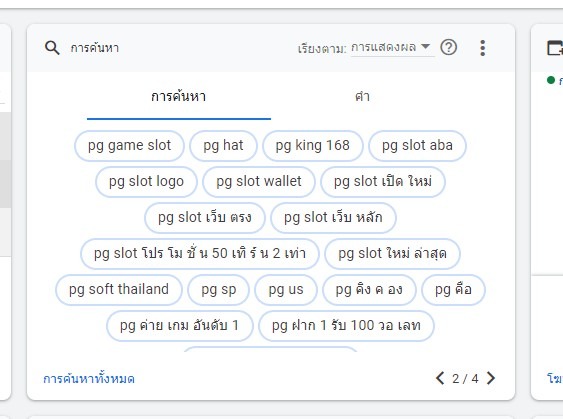 การค้นหา
เรียงตาม: การแสดงผล
การค้นหา คำ
pg game slot pg hat pg king 168 pg slot aba
pg slot logo pg slot wallet pg slot เปิด ใหม่
pg slot เว็บ ตรง pg slot เว็บ หลัก
pg slot โปร โม ชั่ น 50 เทิ ร์ น 2 เท่า pg slot ใหม่ ล่าสุด
pg soft thailand pg sp pg us pg คิง ค อง pg คือ
pg ค่าย เกม อันดับ 1 pg ฝาก 1 รับ 100 วอ เลท
การค้นหาทั้งหมด 2 / 4